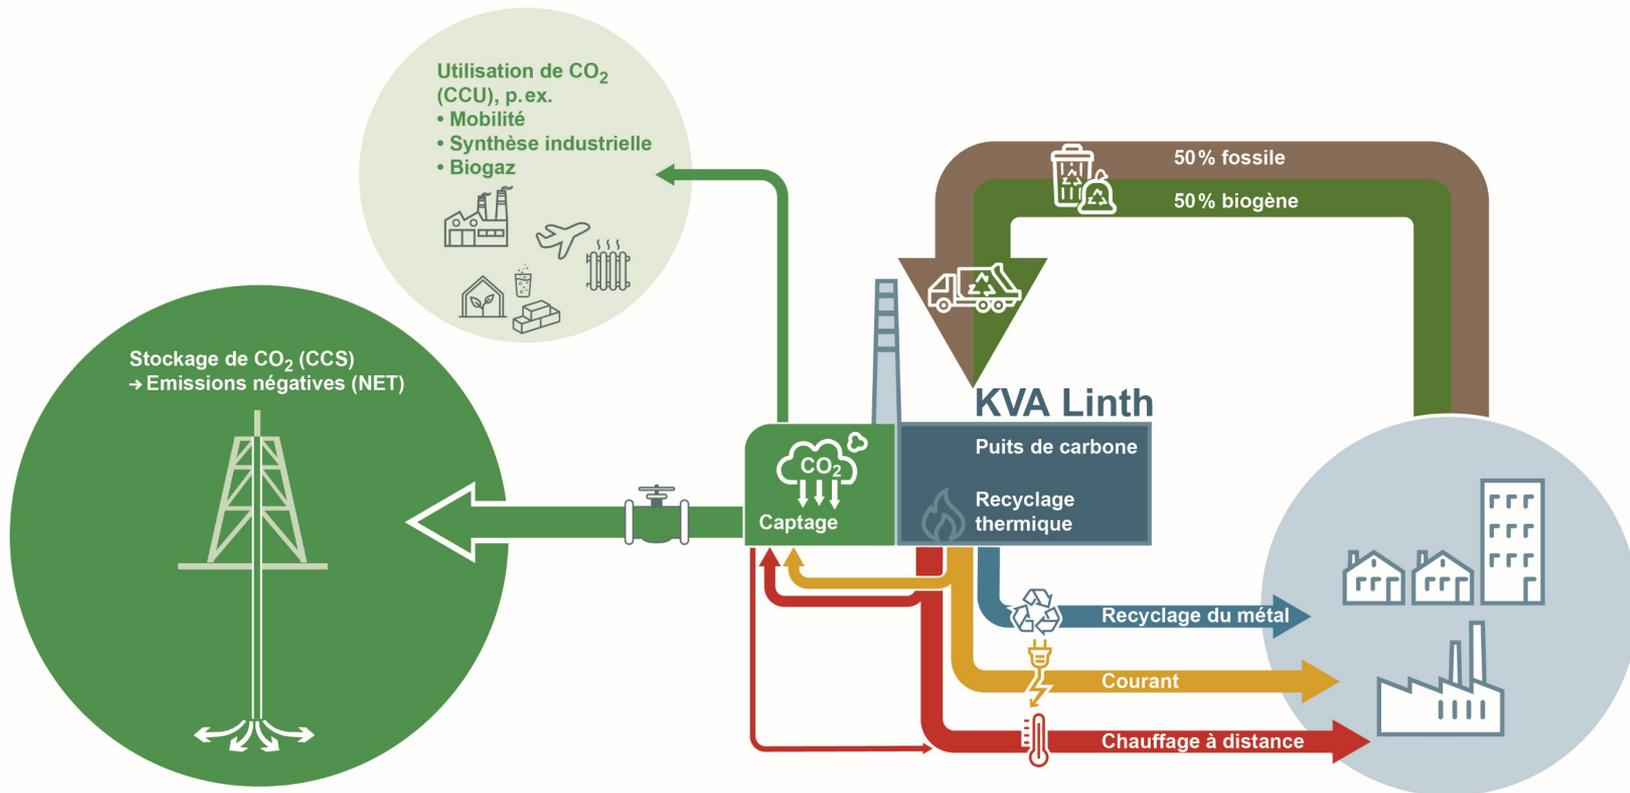 Utilisation de CO₂
(CCU), p.ex.
• Mobilité
• Synthèse industrielle
• Biogaz
50% fossile
50% biogène
Stockage de CO₂ (CCS)
→ Emissions négatives (NET)
KVA Linth
Puits de carbone
Recyclage
thermique
CO₂
Captage
Recyclage du métal
Courant
Chauffage à distance